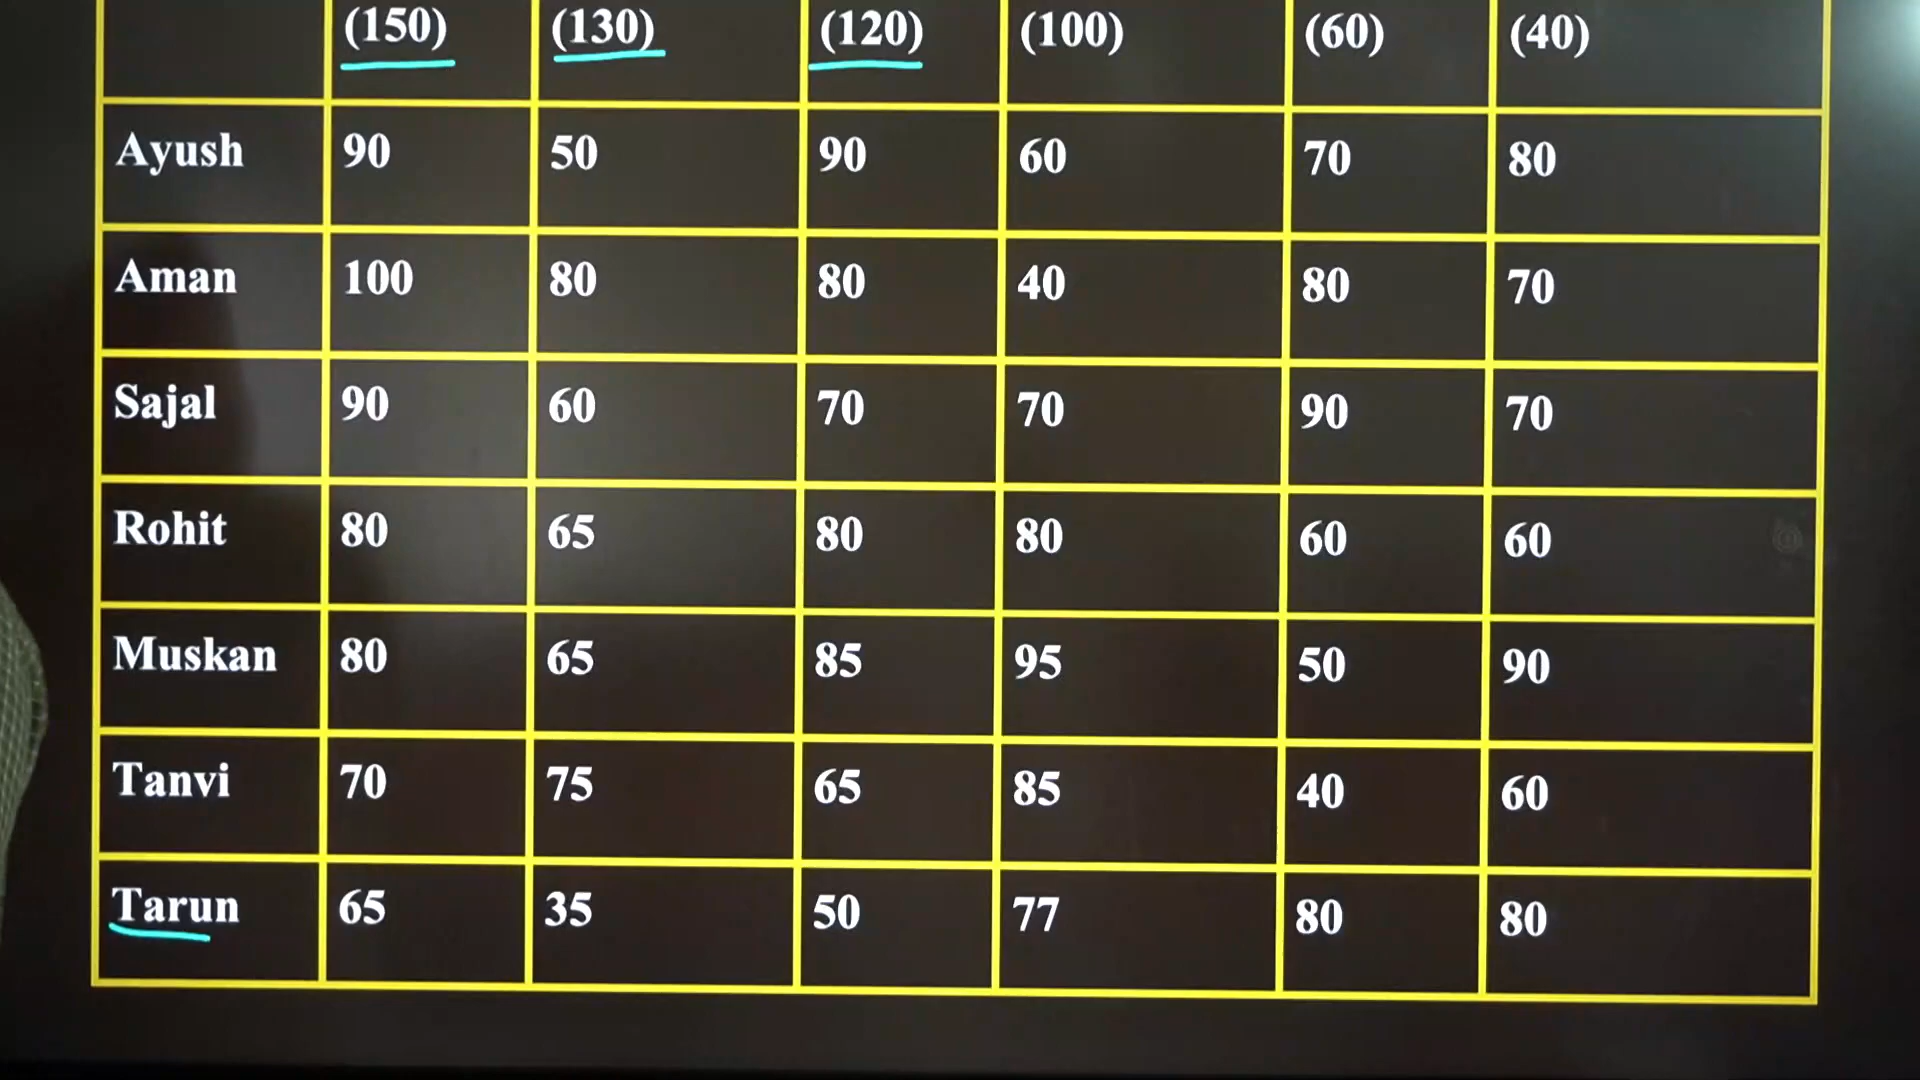 (150) (130) (120) (100) (60) (40)
Ayush 90 50 90 60 70 80
Aman 100 80 80 40 80 70
Sajal 90 60 70 70 90 70
Rohit 80 65 80 80 60 60
Muskan 80 65 85 95 50 90
Tanvi 70 75 65 85 40 60
Tarun 65 35 50 77 80 80